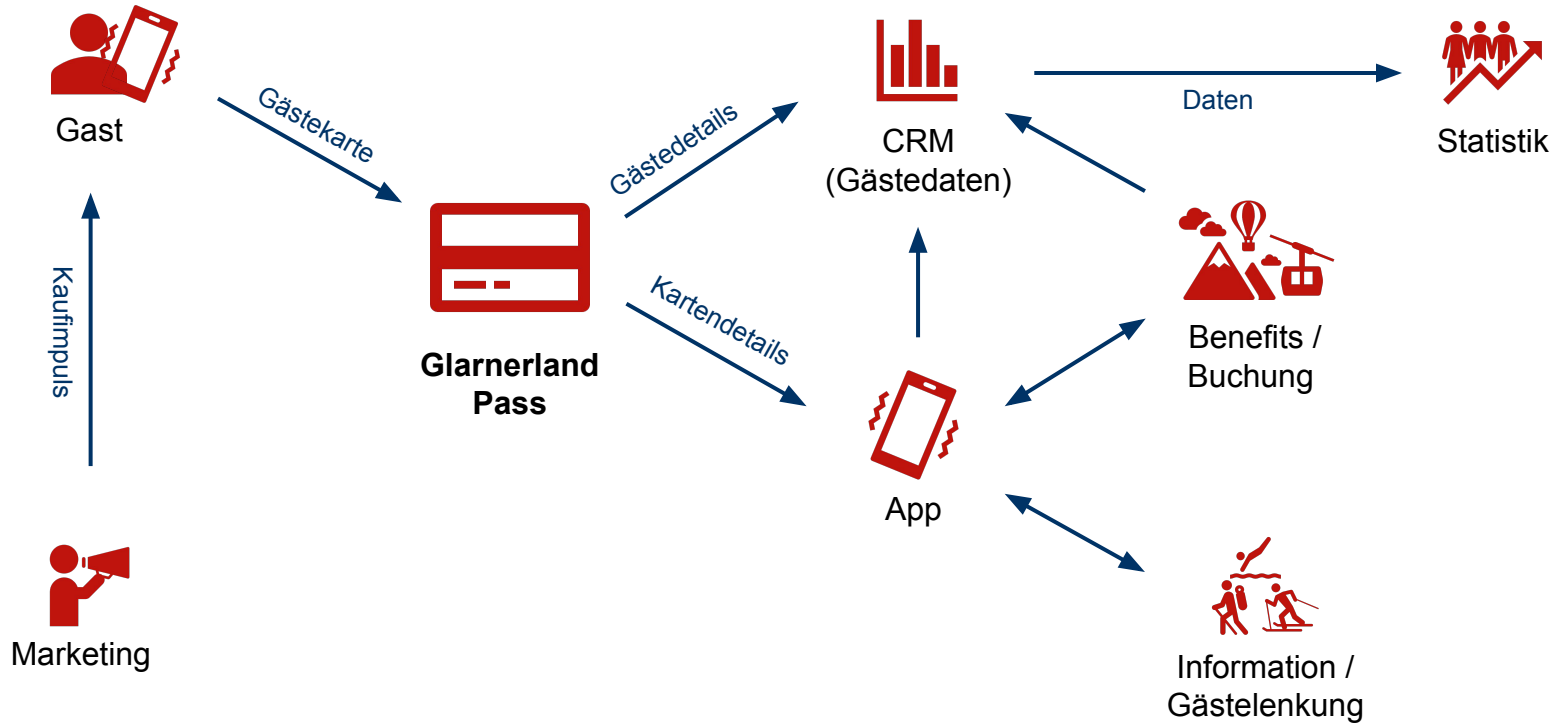 Gast
Gästekarte
Kaufimpuls
Marketing
Glarnerland
Pass
Gästedetails
Kartendetails
CRM
(Gästedaten)
App
Daten
Statistik
Benefits /
Buchung
Information /
Gästelenkung